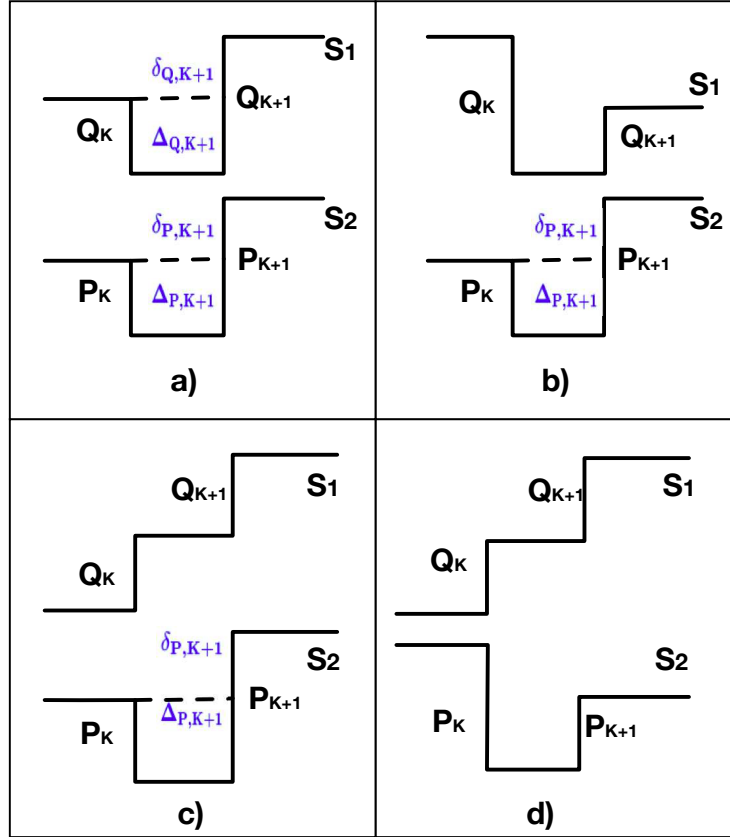 S1
δQ,K+1
QK
QK+1
ΔQ,K+1
S2
δP,K+1
PK
PK+1
ΔP,K+1
a)
S1
QK
QK+1
S2
δP,K+1
PK
PK+1
ΔP,K+1
b)
QK+1
S1
QK
δP,K+1
S2
PK
ΔP,K+1
PK+1
c)
QK+1
S1
QK
S2
PK
PK+1
d)